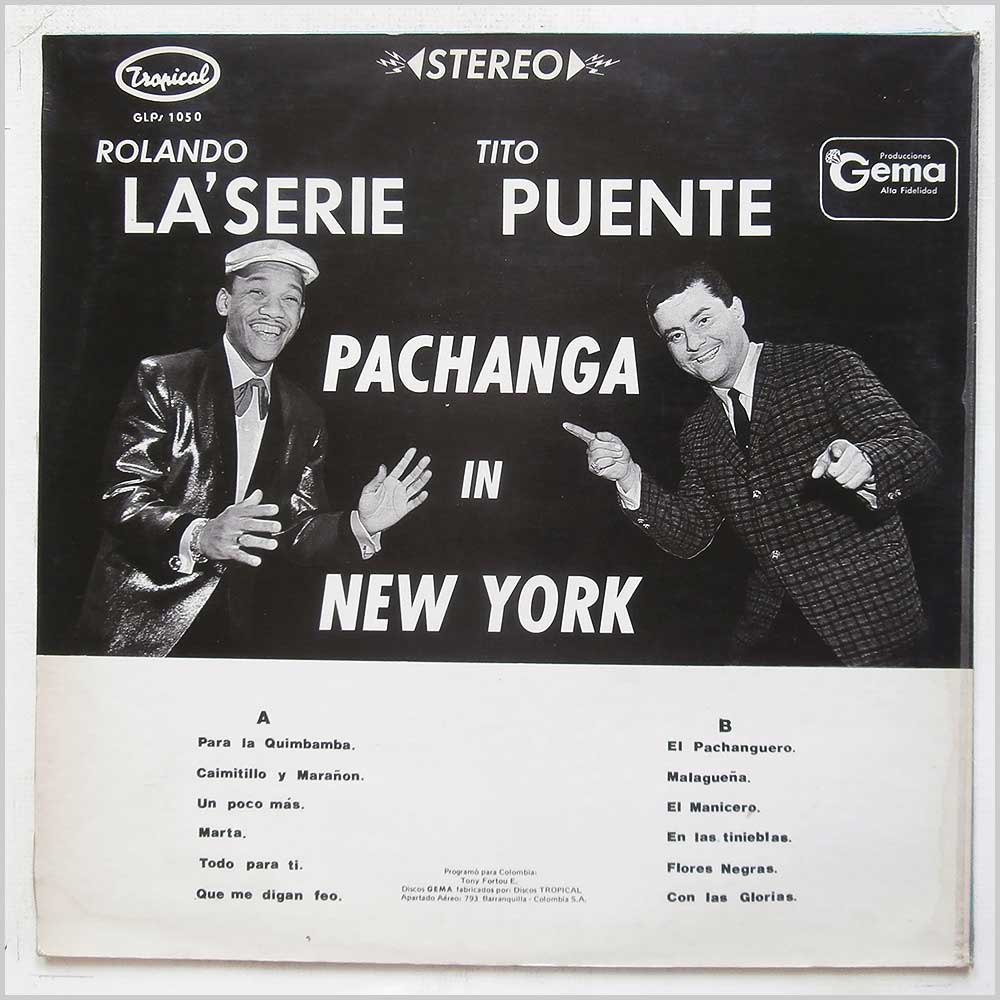 Tropical
GLPs 1050
STEREO
ROLANDO
LA'SERIE
TITO
PUENTE
Producciones
Gema
Alta Fidelidad
PACHANGA
IN
NEW YORK
A
Para la Quimbamba.
Caimitillo y Marañon.
Un poco más.
Marta.
Todo para ti.
Que me digan feo.
B
El Pachanguero.
Malagueña.
El Manicero.
En las tinieblas.
Flores Negras.
Con las Glorias.
Programó para Colombia:
Tony Fortou E.
Discos GEMA fabricados por: Discos TROPICAL
Apartado Aéreo: 793 Barranquilla - Colombia S.A.